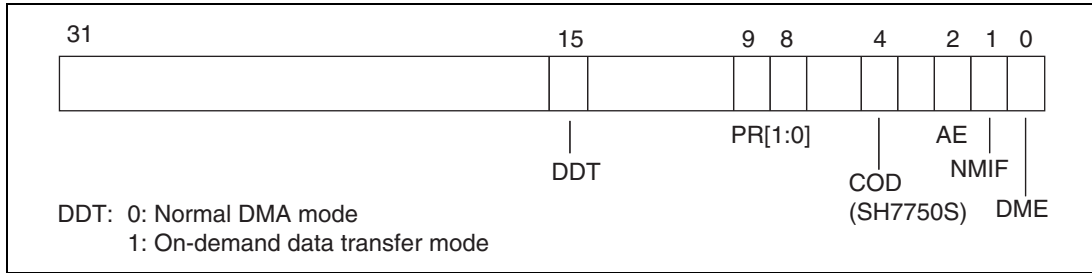 31 15 9 8 4 2 1 0
PR[1:0] AE
DDT NMIF
COD
(SH7750S) DME
DDT: 0: Normal DMA mode
1: On-demand data transfer mode